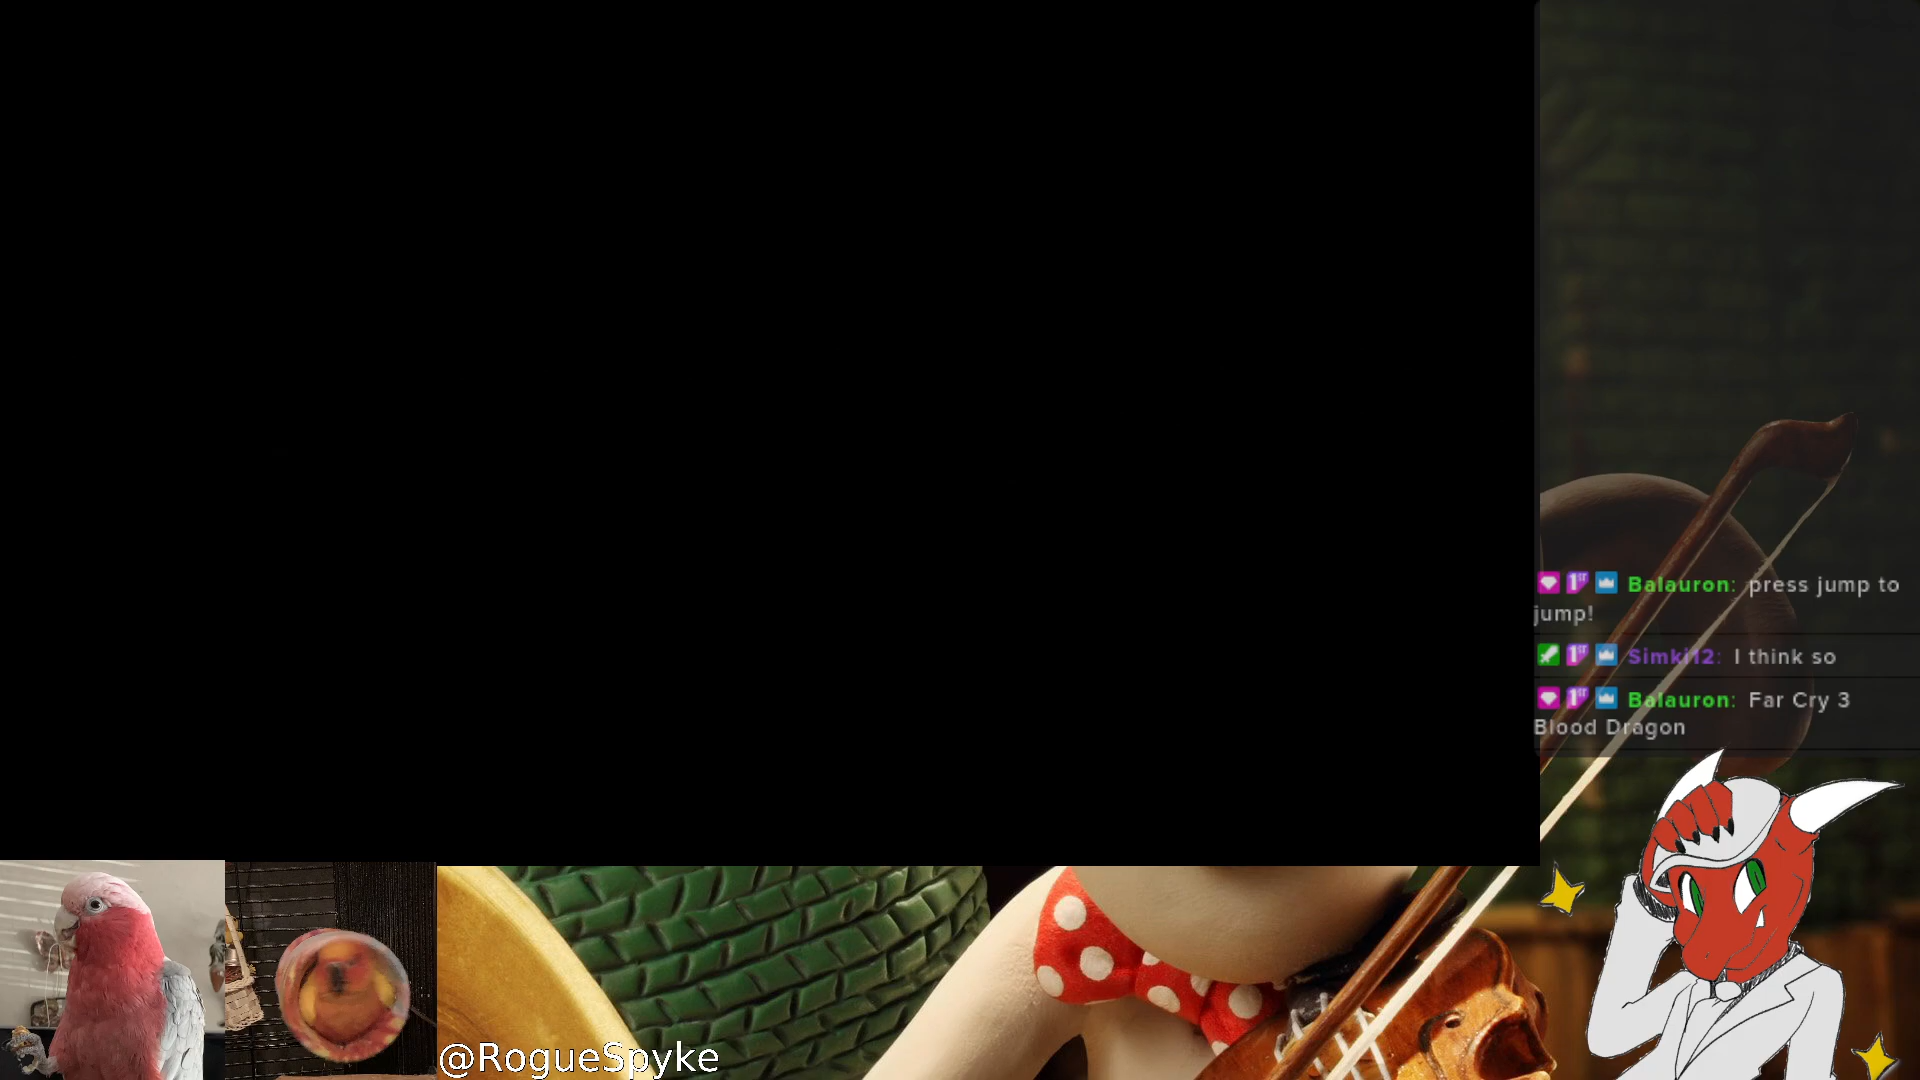 Balauron: press jump to
jump!
Simki12: I think so
Balauron: Far Cry 3
Blood Dragon
@RogueSpyke